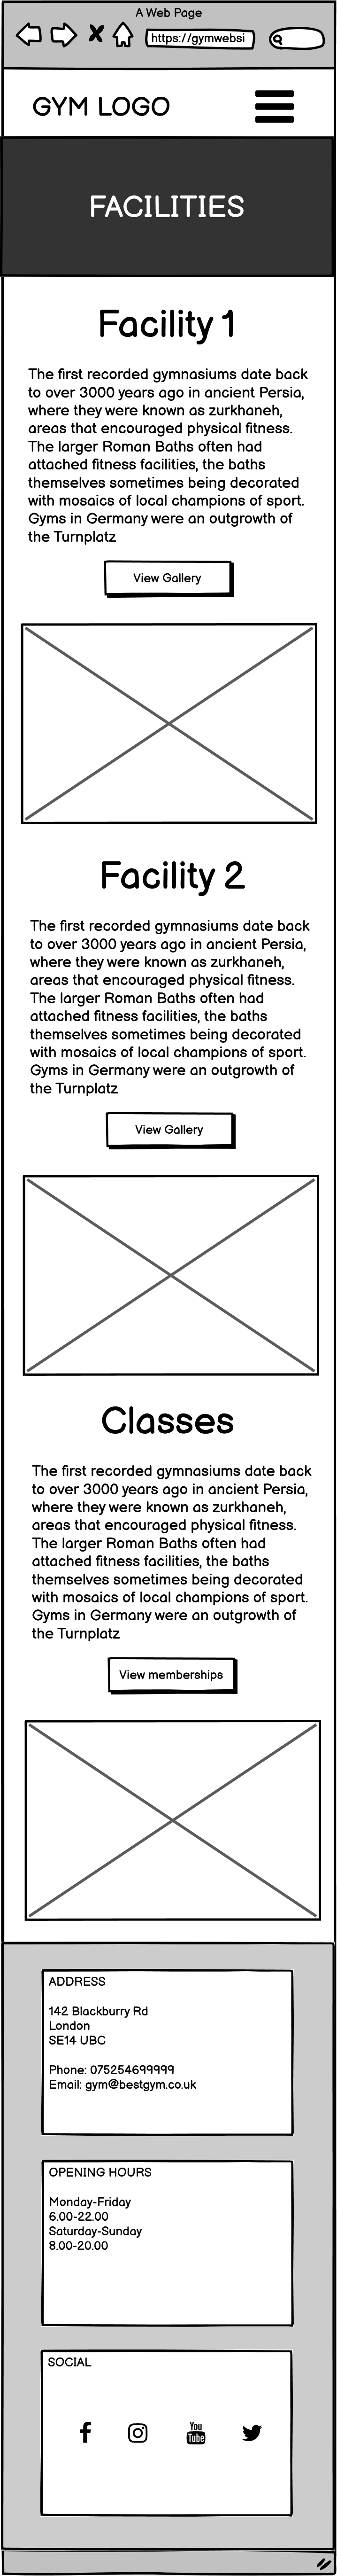 A Web Page
https://gymwebsi
GYM LOGO
FACILITIES
Facility 1
The first recorded gymnasiums date back
to over 3000 years ago in ancient Persia,
where they were known as zurkhaneh,
areas that encouraged physical fitness.
The larger Roman Baths often had
attached fitness facilities, the baths
themselves sometimes being decorated
with mosaics of local champions of sport.
Gyms in Germany were an outgrowth of
the Turnplatz
View Gallery
Facility 2
The first recorded gymnasiums date back
to over 3000 years ago in ancient Persia,
where they were known as zurkhaneh,
areas that encouraged physical fitness.
The larger Roman Baths often had
attached fitness facilities, the baths
themselves sometimes being decorated
with mosaics of local champions of sport.
Gyms in Germany were an outgrowth of
the Turnplatz
View Gallery
Classes
The first recorded gymnasiums date back
to over 3000 years ago in ancient Persia,
where they were known as zurkhaneh,
areas that encouraged physical fitness.
The larger Roman Baths often had
attached fitness facilities, the baths
themselves sometimes being decorated
with mosaics of local champions of sport.
Gyms in Germany were an outgrowth of
the Turnplatz
View memberships
ADDRESS
142 Blackburry Rd
London
SE14 UBC
Phone: 075254699999
Email: gym@bestgym.co.uk
OPENING HOURS
Monday-Friday
6.00-22.00
Saturday-Sunday
8.00-20.00
SOCIAL
You
Tube